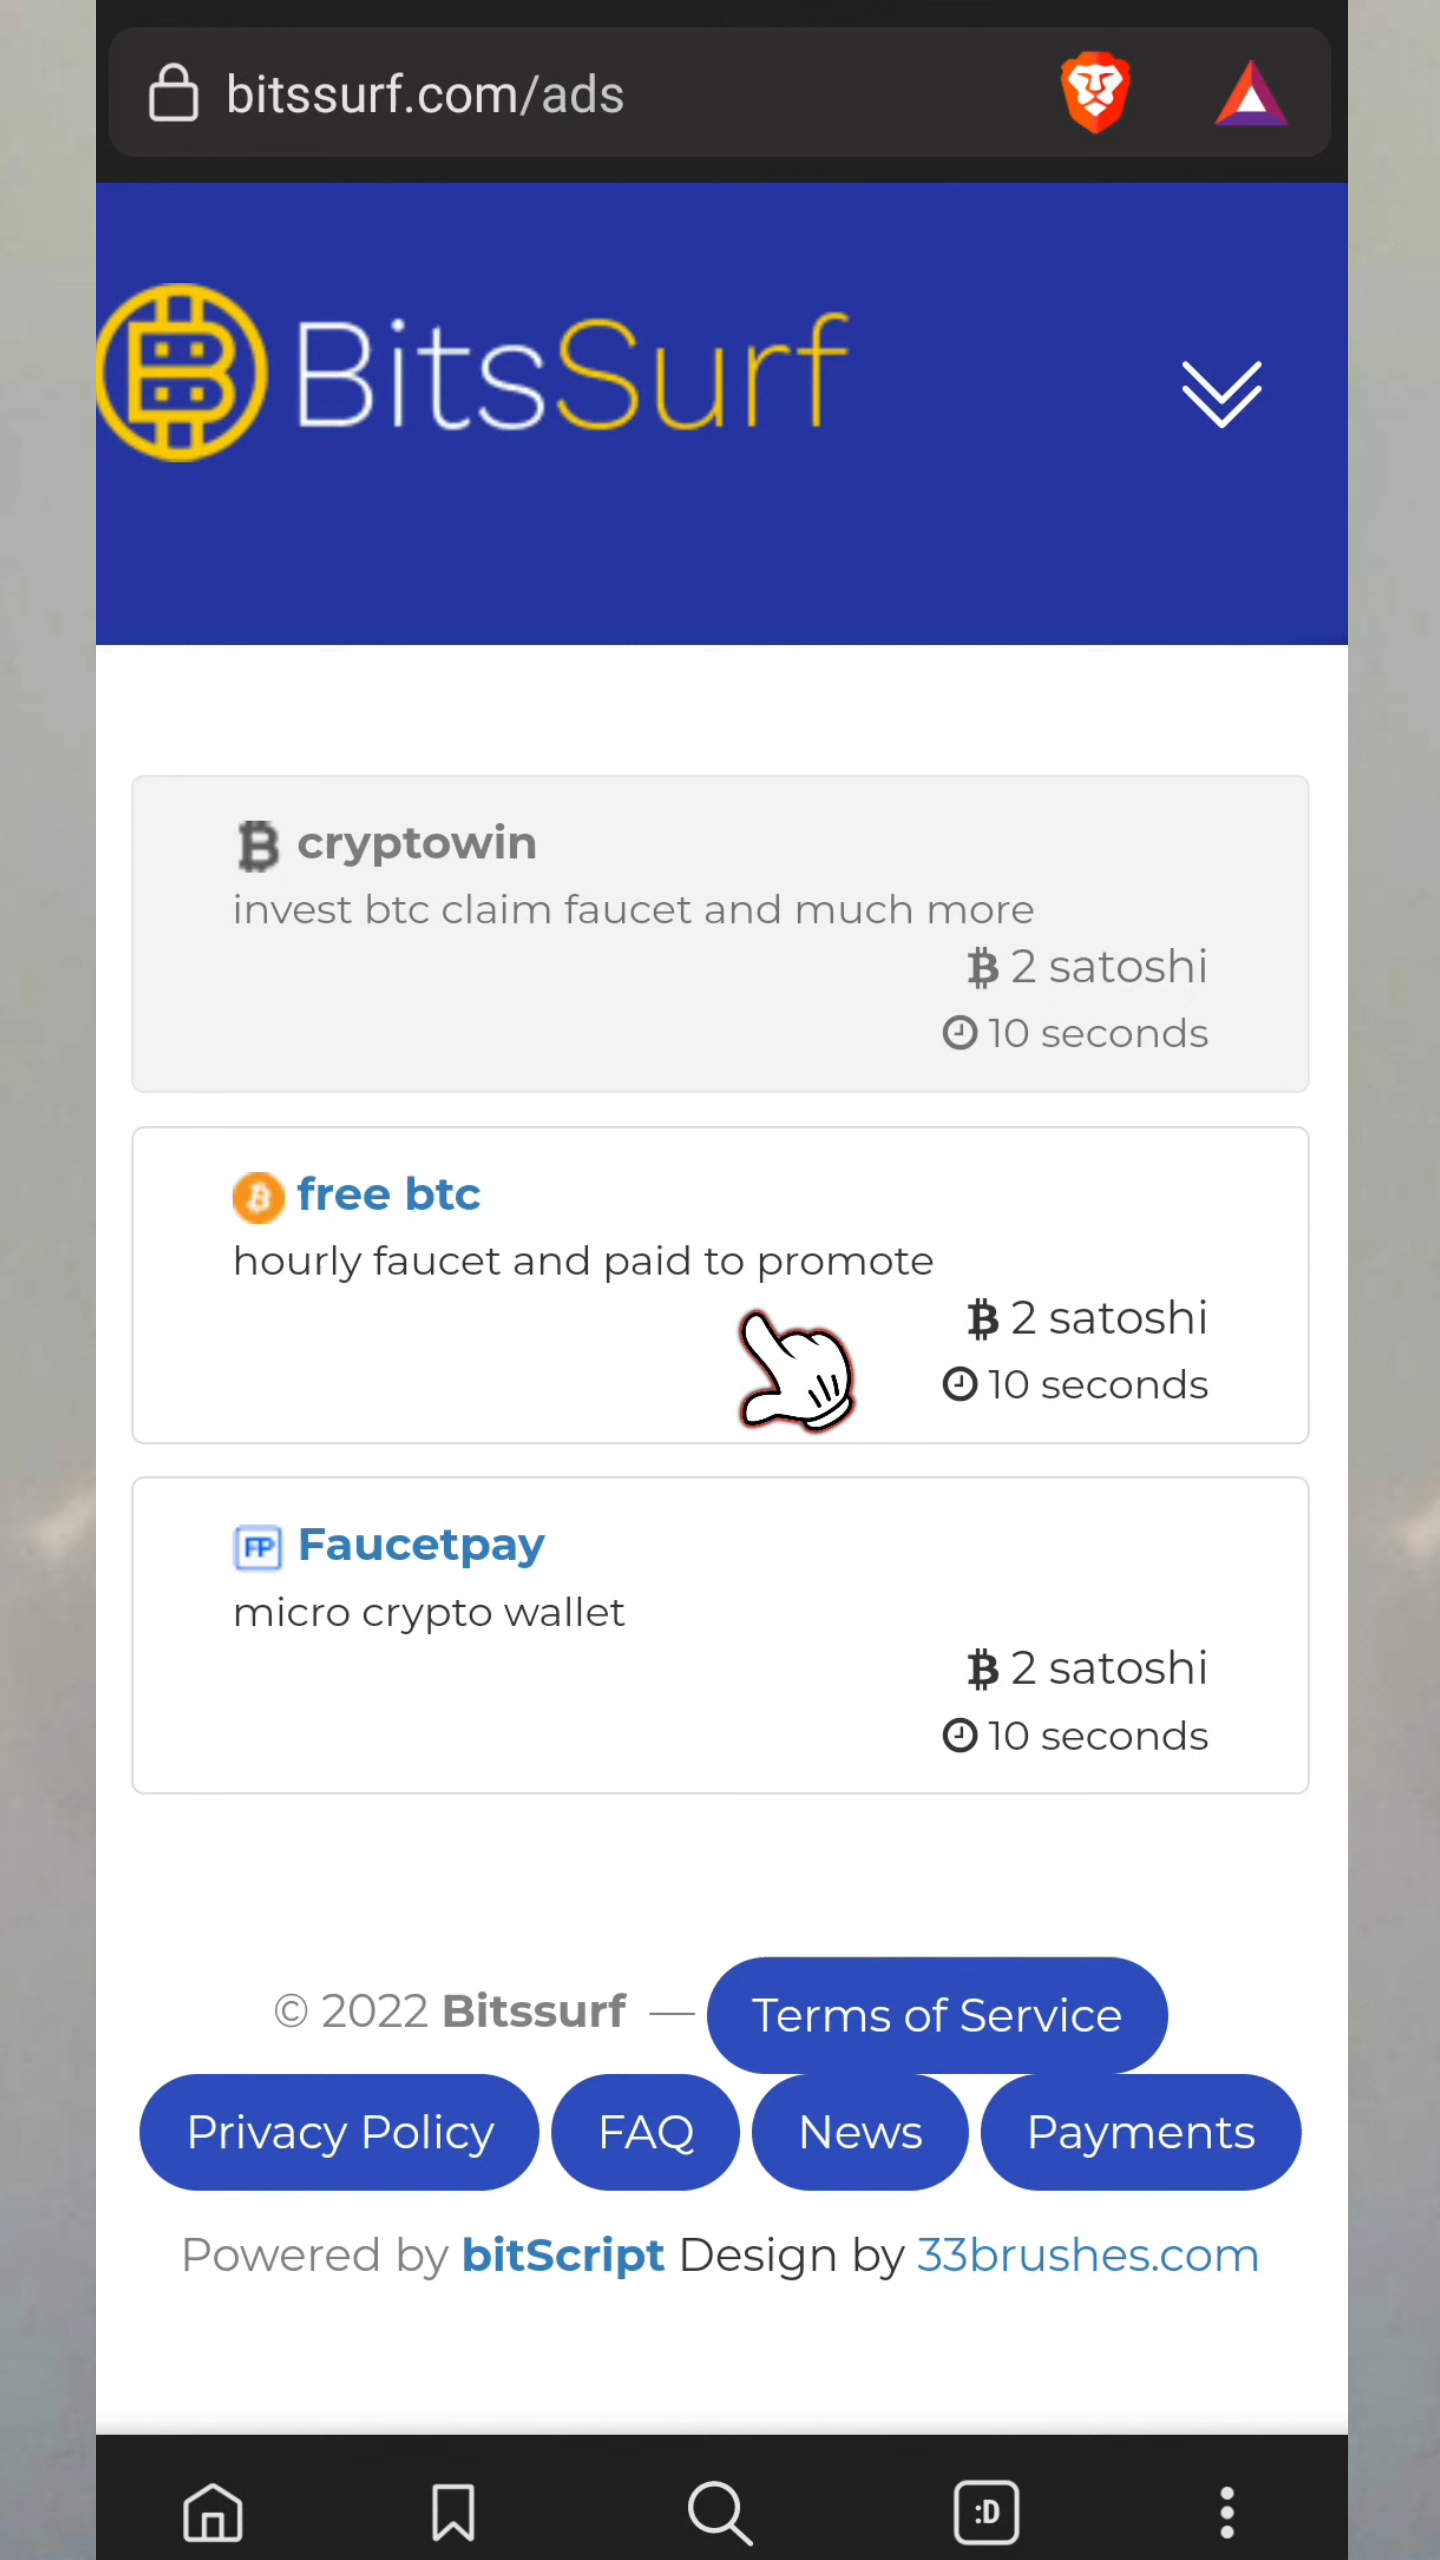 bitssurf.com/ads
BitsSurf
cryptowin
invest btc claim faucet and much more
2 satoshi
10 seconds
free btc
hourly faucet and paid to promote
2 satoshi
10 seconds
FP Faucetpay
micro crypto wallet
2 satoshi
10 seconds
© 2022 Bitssurf — Terms of Service
Privacy Policy FAQ News Payments
Powered by bitScript Design by 33brushes.com
:D